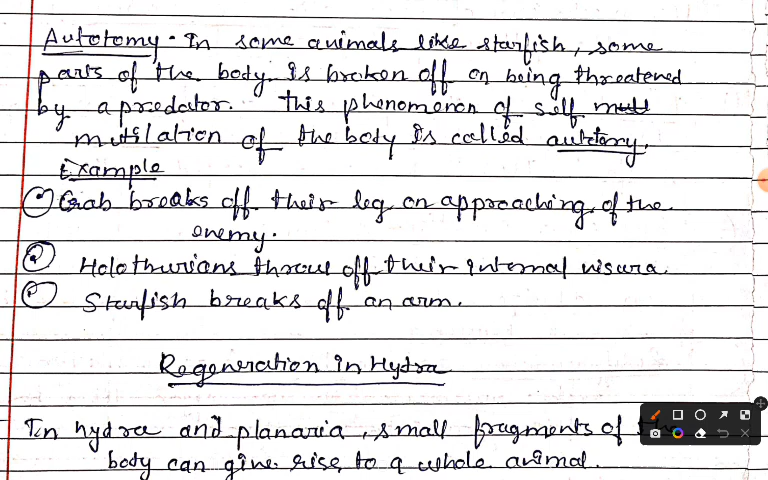 Autotomy - In some animals like starfish, some
parts of the body is broken off on being threatened
by a predator. This phenomenon of self
mutilation of the body is called autotomy.
Example
Crab breaks off their leg on approaching of the
enemy.
Holothurians throw off their internal viscra.
Starfish breaks off an arm.
Regeneration in Hydra
In hydra and planaria, small fragments of the
body can give rise to a whole animal.